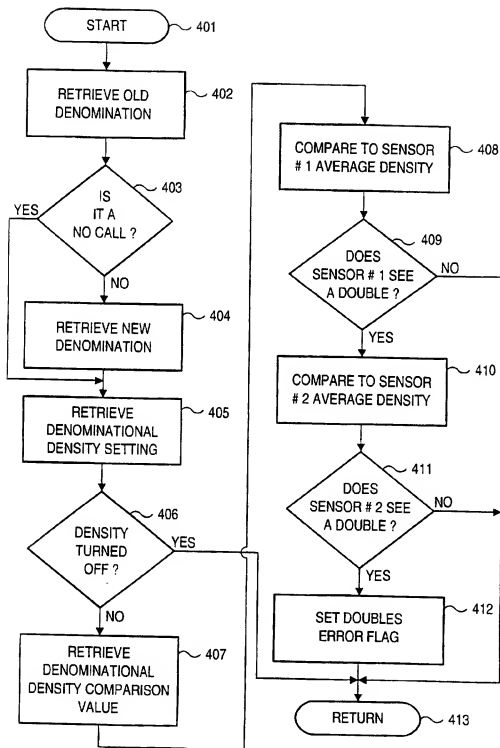 START
401
RETRIEVE OLD
DENOMINATION
402
IS
IT A
NO CALL ?
403
YES
NO
RETRIEVE NEW
DENOMINATION
404
RETRIEVE
DENOMINATIONAL
DENSITY SETTING
405
DENSITY
TURNED
OFF ?
406
YES
NO
RETRIEVE
DENOMINATIONAL
DENSITY COMPARISON
VALUE
407
COMPARE TO SENSOR
# 1 AVERAGE DENSITY
408
DOES
SENSOR # 1 SEE
A DOUBLE ?
409
NO
YES
COMPARE TO SENSOR
# 2 AVERAGE DENSITY
410
DOES
SENSOR # 2 SEE
A DOUBLE ?
411
NO
YES
SET DOUBLES
ERROR FLAG
412
RETURN
413